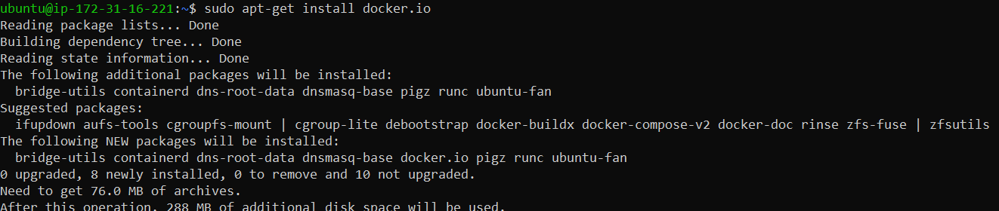 ubuntu@ip-172-31-16-221:~$ sudo apt-get install docker.io
Reading package lists... Done
Building dependency tree... Done
Reading state information... Done
The following additional packages will be installed:
  bridge-utils containerd dns-root-data dnsmasq-base pigz runc ubuntu-fan
Suggested packages:
  ifupdown aufs-tools cgroupfs-mount | cgroup-lite debootstrap docker-buildx docker-compose-v2 docker-doc rinse zfs-fuse | zfsutils
The following NEW packages will be installed:
  bridge-utils containerd dns-root-data dnsmasq-base docker.io pigz runc ubuntu-fan
0 upgraded, 8 newly installed, 0 to remove and 10 not upgraded.
Need to get 76.0 MB of archives.
After this operation, 288 MB of additional disk space will be used.